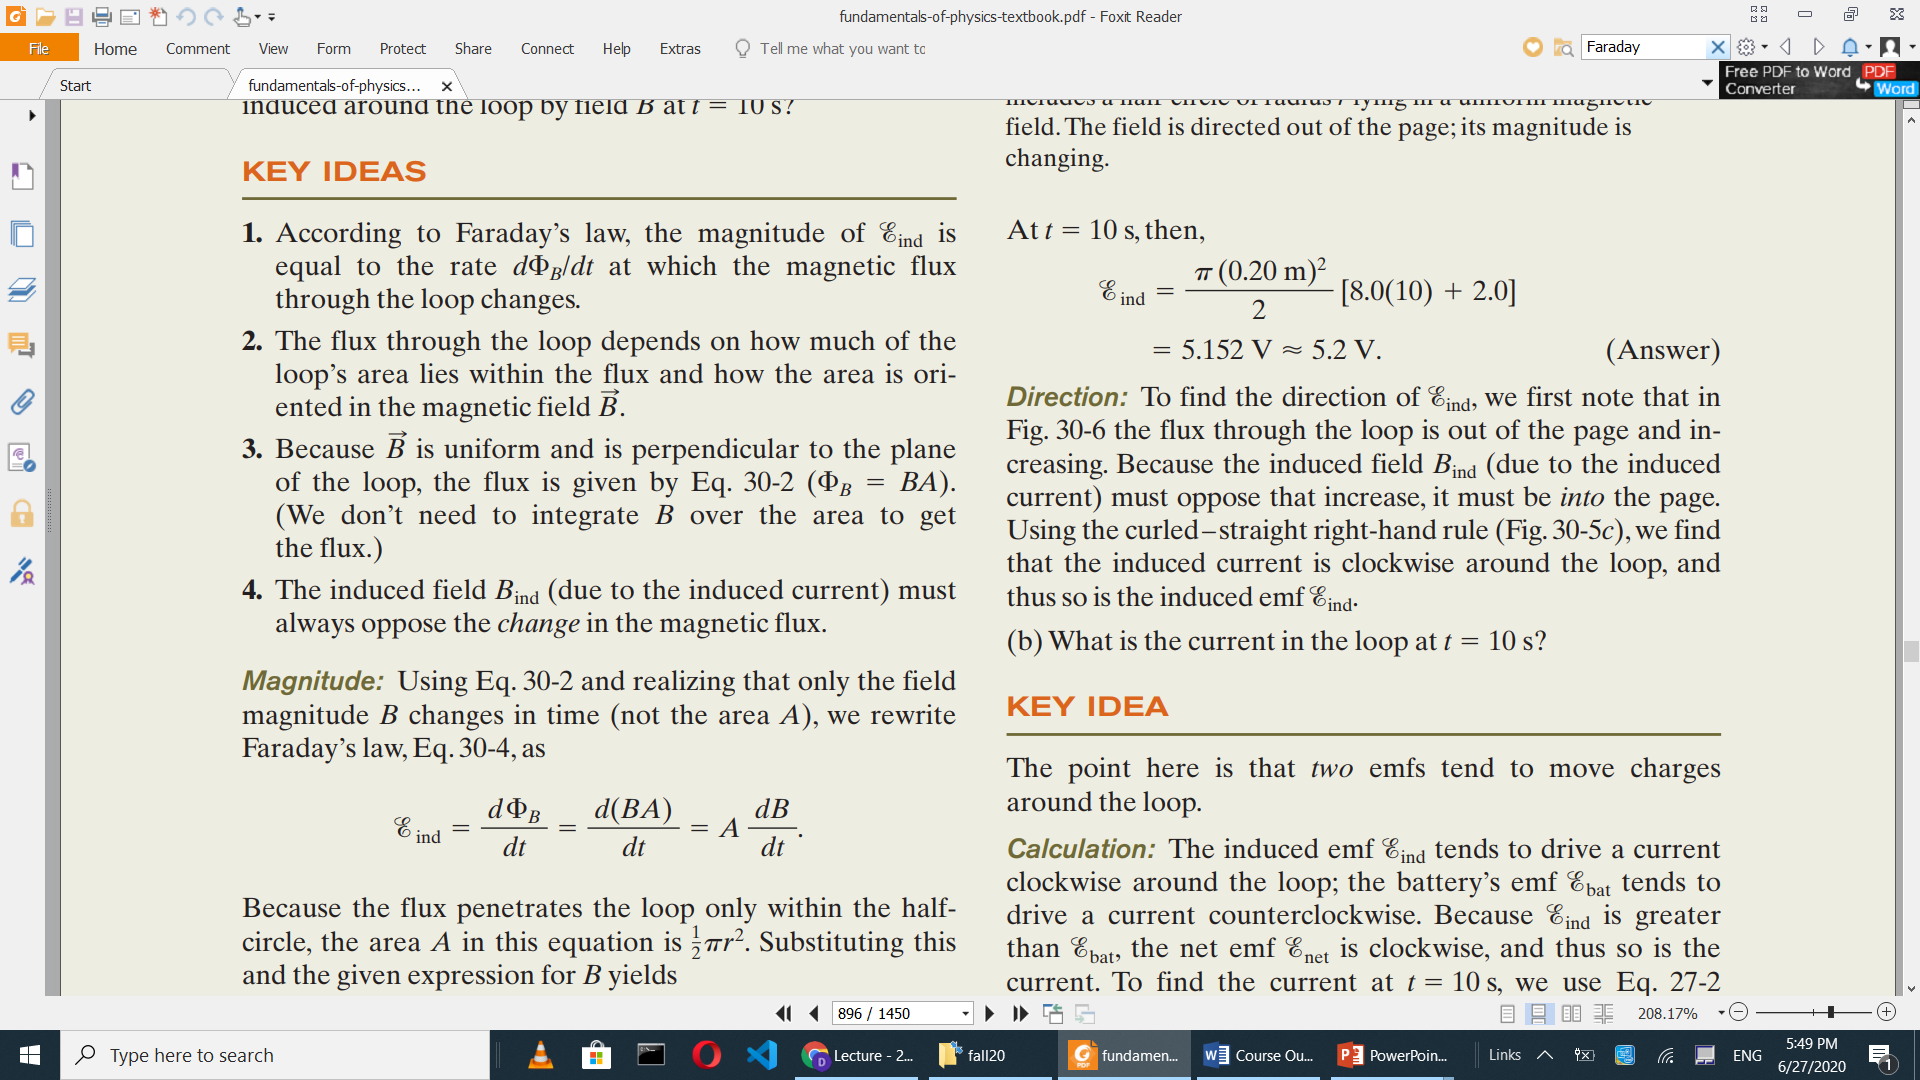 fundamentals-of-physics-textbook.pdf - Foxit Reader
File Home Comment View Form Protect Share Connect Help Extras Tell me what you want to
Faraday
Start
fundamentals-of-physics...
Free PDF to Word Converter
PDF Word
induced around the loop by field B at t = 10 s?
KEY IDEAS
1. According to Faraday's law, the magnitude of ℰind is
equal to the rate dΦB/dt at which the magnetic flux
through the loop changes.
2. The flux through the loop depends on how much of the
loop's area lies within the flux and how the area is ori-
ented in the magnetic field B⃗.
3. Because B⃗ is uniform and is perpendicular to the plane
of the loop, the flux is given by Eq. 30-2 (ΦB = BA).
(We don't need to integrate B over the area to get
the flux.)
4. The induced field Bind (due to the induced current) must
always oppose the change in the magnetic flux.
Magnitude: Using Eq. 30-2 and realizing that only the field
magnitude B changes in time (not the area A), we rewrite
Faraday's law, Eq. 30-4, as
ℰind = dΦB/dt = d(BA)/dt = A dB/dt.
Because the flux penetrates the loop only within the half-
circle, the area A in this equation is ½πr². Substituting this
and the given expression for B yields
includes a half-circle of radius r lying in a uniform magnetic
field. The field is directed out of the page; its magnitude is
changing.
At t = 10 s, then,
ℰind = π(0.20 m)²/2 [8.0(10) + 2.0]
= 5.152 V ≈ 5.2 V. (Answer)
Direction: To find the direction of ℰind, we first note that in
Fig. 30-6 the flux through the loop is out of the page and in-
creasing. Because the induced field Bind (due to the induced
current) must oppose that increase, it must be into the page.
Using the curled–straight right-hand rule (Fig. 30-5c), we find
that the induced current is clockwise around the loop, and
thus so is the induced emf ℰind.
(b) What is the current in the loop at t = 10 s?
KEY IDEA
The point here is that two emfs tend to move charges
around the loop.
Calculation: The induced emf ℰind tends to drive a current
clockwise around the loop; the battery's emf ℰbat tends to
drive a current counterclockwise. Because ℰind is greater
than ℰbat, the net emf ℰnet is clockwise, and thus so is the
current. To find the current at t = 10 s, we use Eq. 27-2
896 / 1450
208.17%
Type here to search
Lecture - 2...
fall20
fundamen...
Course Ou...
PowerPoin...
Links
ENG
5:49 PM
6/27/2020
1